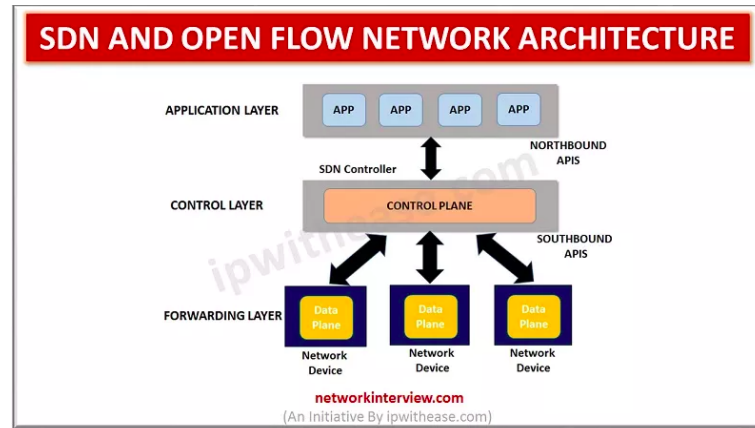 SDN AND OPEN FLOW NETWORK ARCHITECTURE
APPLICATION LAYER
APP
APP
APP
APP
NORTHBOUND
APIS
SDN Controller
CONTROL LAYER
CONTROL PLANE
SOUTHBOUND
APIS
FORWARDING LAYER
Data
Plane
Data
Plane
Data
Plane
Network
Device
Network
Device
Network
Device
ipwithease.com
networkinterview.com
(An Initiative By ipwithease.com)